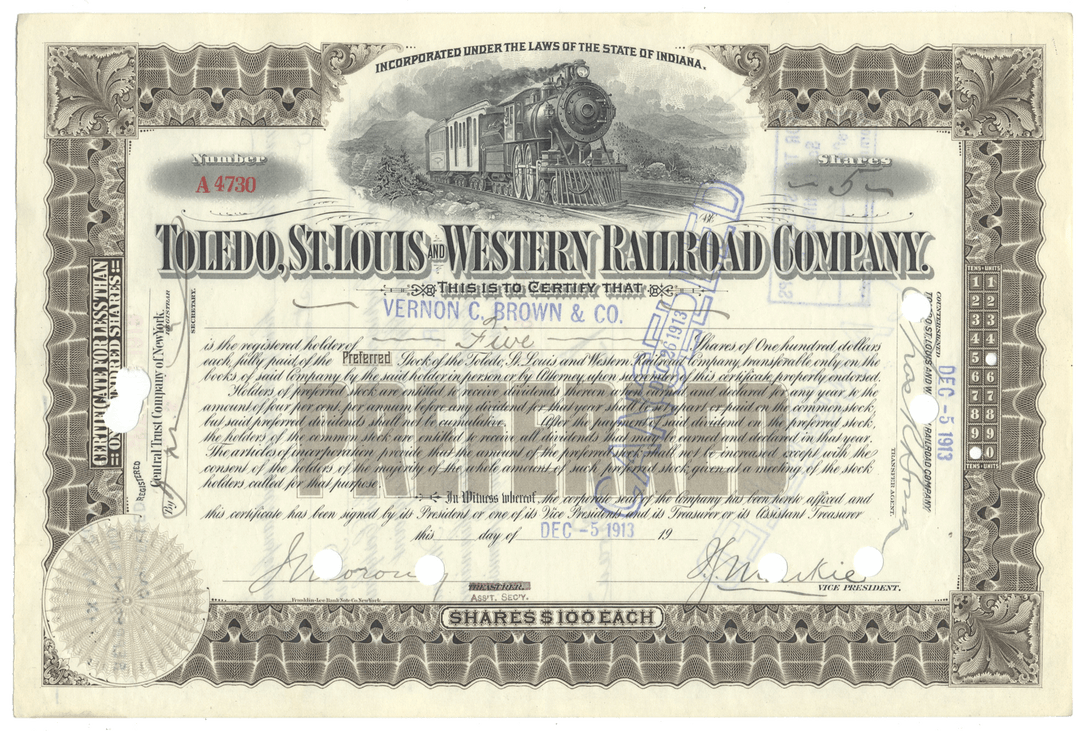 INCORPORATED UNDER THE LAWS OF THE STATE OF INDIANA.
Number
A 4730
Shares
5
TOLEDO, ST. LOUIS AND WESTERN RAILROAD COMPANY.
THIS IS TO CERTIFY THAT
VERNON C. BROWN & CO.
is the registered holder of Five Shares of One hundred dollars
each, fully paid, of the Preferred Stock of the Toledo, St. Louis and Western Railroad Company, transferable only on the
books of said Company by the said holder in person or by Attorney, upon surrender of this certificate properly endorsed.
Holders of preferred stock are entitled to receive dividends thereon when earned and declared for any year to the
amount of four per cent. per annum before any dividend for that year shall be set apart or paid on the common stock,
but said preferred dividends shall not be cumulative. After the payment of said dividend on the preferred stock,
the holders of the common stock are entitled to receive all dividends that may be earned and declared in that year.
The articles of incorporation provide that the amount of the preferred stock shall not be increased except with the
consent of the holders of a majority of the whole amount of such preferred stock given at a meeting of the stock
holders called for that purpose
PREFERRED
In Witness whereof, the corporate seal of the Company has been hereto affixed and
this certificate has been signed by its President or one of its Vice Presidents and its Treasurer or its Assistant Treasurer
this day of DEC -5 1913 19
TREASURER.
ASS'T. SEC'Y.
VICE PRESIDENT.
Franklin-Lee Bank Note Co. New York.
SHARES $100 EACH
CERTIFICATE FOR LESS THAN
ONE HUNDRED SHARES
REGISTERED
Central Trust Company of New York.
REGISTRAR
By
SECRETARY.
CANCELLED
COUNTERSIGNED
TOLEDO ST. LOUIS AND W RAILROAD COMPANY
TRANSFER AGENT.
DEC -5 1913
TENS-UNITS
1 1
2 2
3 3
4 4
5
6 6
7 7
8 8
9 9
0
TENS-UNITS